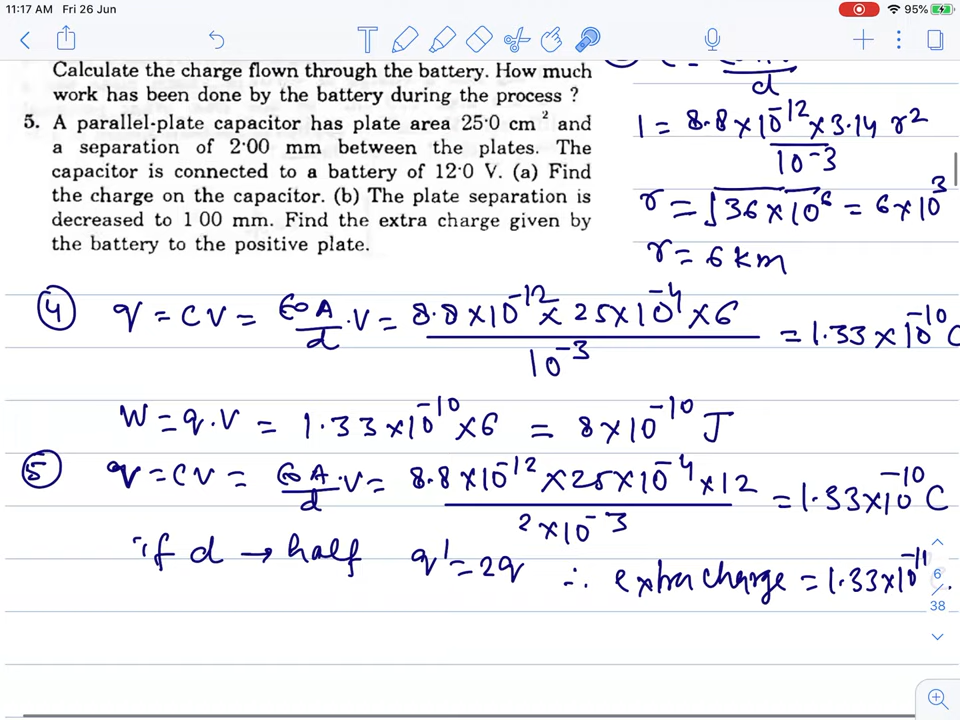 11:17 AM Fri 26 Jun
95%
T
Calculate the charge flown through the battery. How much
work has been done by the battery during the process ?
5. A parallel-plate capacitor has plate area 25·0 cm² and
a separation of 2·00 mm between the plates. The
capacitor is connected to a battery of 12·0 V. (a) Find
the charge on the capacitor. (b) The plate separation is
decreased to 1 00 mm. Find the extra charge given by
the battery to the positive plate.
d
1 = 8.8×10⁻¹²×3.14 r²
10⁻³
r = √36×10⁶ = 6×10³
r = 6 km
④ q = CV = ε₀A/d .V = 8.8×10⁻¹²×25×10⁻⁴×6 / 10⁻³ = 1.33×10⁻¹⁰ C
W = q.V = 1.33×10⁻¹⁰×6 = 8×10⁻¹⁰ J
⑤ q = CV = ε₀A/d .V = 8.8×10⁻¹²×25×10⁻⁴×12 / 2×10⁻³ = 1.33×10⁻¹⁰ C
if d → half q' = 2q ∴ extra charge = 1.33×10⁻¹¹
6
/
38